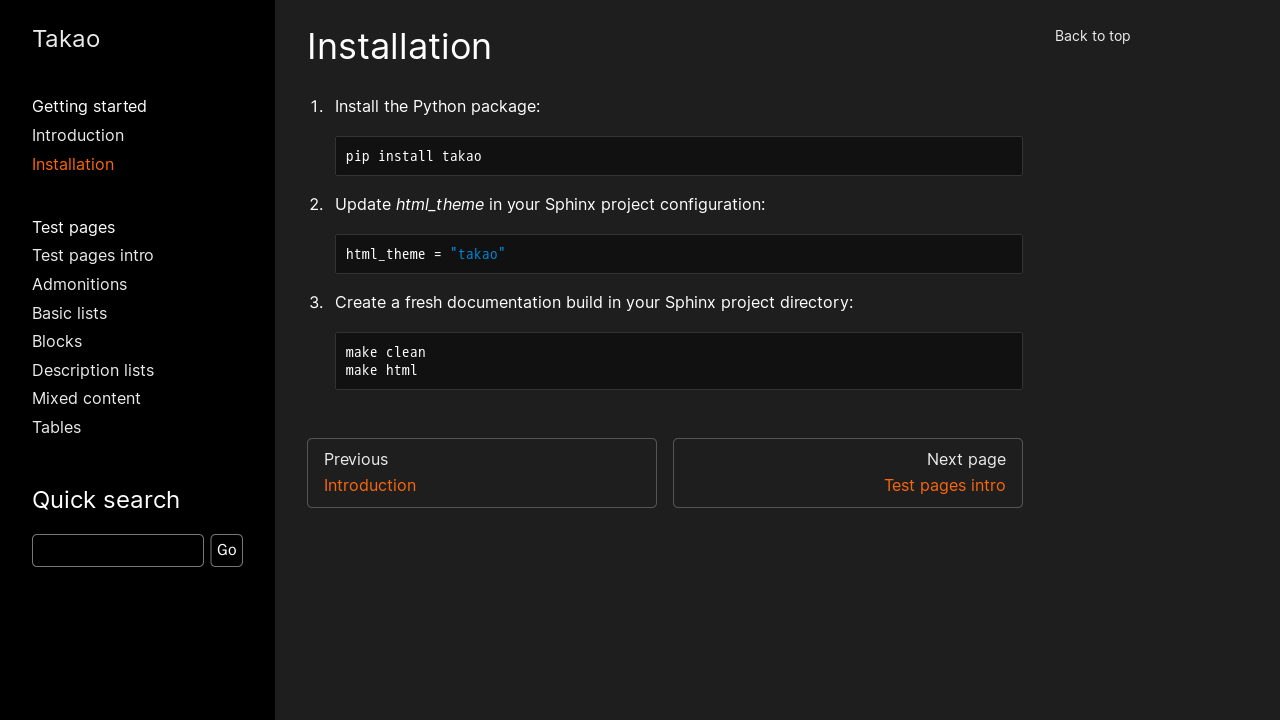 Takao
Getting started
Introduction
Installation
Test pages
Test pages intro
Admonitions
Basic lists
Blocks
Description lists
Mixed content
Tables
Quick search
Go
Installation
1. Install the Python package:
pip install takao
2. Update html_theme in your Sphinx project configuration:
html_theme = "takao"
3. Create a fresh documentation build in your Sphinx project directory:
make clean
make html
Previous
Introduction
Next page
Test pages intro
Back to top